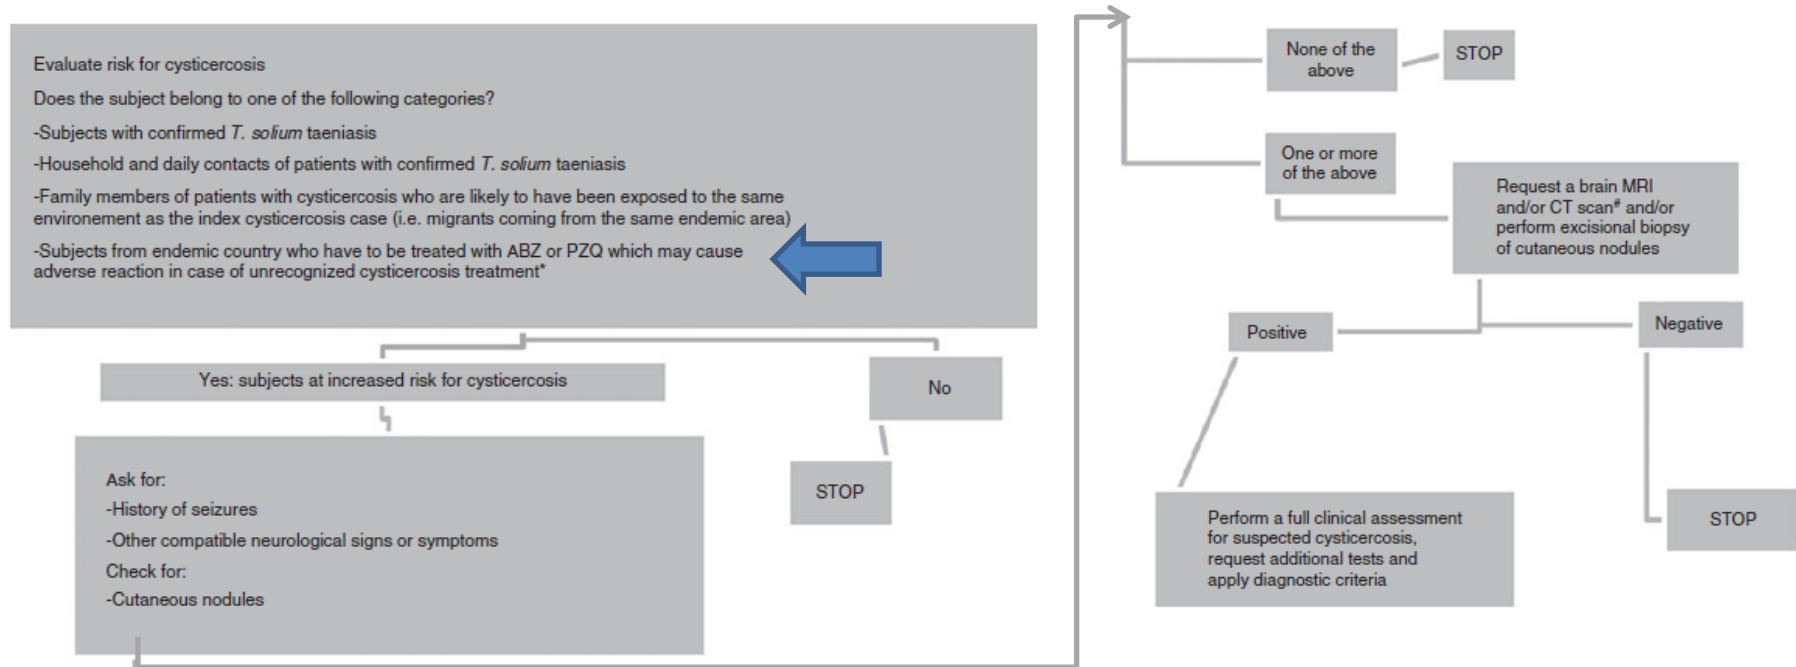 Evaluate risk for cysticercosis
Does the subject belong to one of the following categories?
-Subjects with confirmed T. solium taeniasis
-Household and daily contacts of patients with confirmed T. solium taeniasis
-Family members of patients with cysticercosis who are likely to have been exposed to the same
environement as the index cysticercosis case (i.e. migrants coming from the same endemic area)
-Subjects from endemic country who have to be treated with ABZ or PZQ which may cause
adverse reaction in case of unrecognized cysticercosis treatment*
Yes: subjects at increased risk for cysticercosis
No
STOP
Ask for:
-History of seizures
-Other compatible neurological signs or symptoms
Check for:
-Cutaneous nodules
None of the
above
STOP
One or more
of the above
Request a brain MRI
and/or CT scan# and/or
perform excisional biopsy
of cutaneous nodules
Positive
Negative
Perform a full clinical assessment
for suspected cysticercosis,
request additional tests and
apply diagnostic criteria
STOP